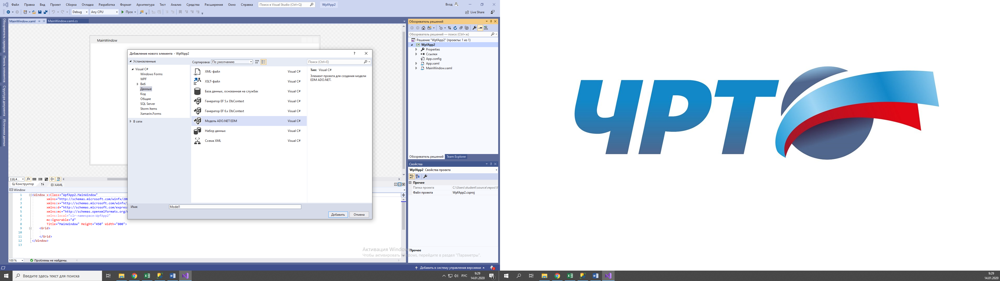 Файл Правка Вид Проект Сборка Отладка Разработка Формат Архитектура Тест Анализ Средства Расширения Окно Справка Поиск в Visual Studio (Ctrl+Q) WpfApp2 Вход
Debug Any CPU Пуск Live Share
Обозреватель серверов
Панель элементов
Структура документа
Источники данных
MainWindow.xaml MainWindow.xaml.cs
MainWindow
Добавление нового элемента - WpfApp2
Установленные
Сортировка: По умолчанию
Поиск (Ctrl+E)
Visual C#
Windows Forms
WPF
Веб
Данные
Код
Общие
SQL Server
Storm Items
Xamarin.Forms
В сети
XML-файл Visual C#
XSLT-файл Visual C#
База данных, основанная на службах Visual C#
Генератор EF 5.x DbContext Visual C#
Генератор EF 6.x DbContext Visual C#
Модель ADO.NET EDM Visual C#
Набор данных Visual C#
Схема XML Visual C#
Тип: Visual C#
Элемент проекта для создания модели
EDM ADO.NET.
Имя: Model1
Добавить Отмена
110,4...
Конструктор XAML
Window
1 <Window x:Class="WpfApp2.MainWindow"
2 xmlns="http://schemas.microsoft.com/winfx/200
3 xmlns:x="http://schemas.microsoft.com/winfx/
4 xmlns:d="http://schemas.microsoft.com/express
5 xmlns:mc="http://schemas.openxmlformats.org/
6 xmlns:local="clr-namespace:WpfApp2"
7 mc:Ignorable="d"
8 Title="MainWindow" Height="450" Width="800">
9 <Grid>
10
11 </Grid>
12 </Window>
13
100 % Проблемы не найдены.
Обозреватель решений
Обозреватель решений — поиск (Ctrl+ж)
Решение "WpfApp2" (проекты: 1 из 1)
WpfApp2
Properties
Ссылки
App.config
App.xaml
MainWindow.xaml
Обозреватель решений Team Explorer
Свойства
WpfApp2 Свойства проекта
Прочее
Папка проекта C:\Users\student\source\repos\V
Файл проекта WpfApp2.csproj
Прочее
Активация Windows
Чтобы активировать Windows, перейдите в раздел "Параметры".
Добавить в систему управления версиями 3
Введите здесь текст для поиска
РУС
9:29
14.01.2020
1
ЧРТ
9:29
14.01.2020